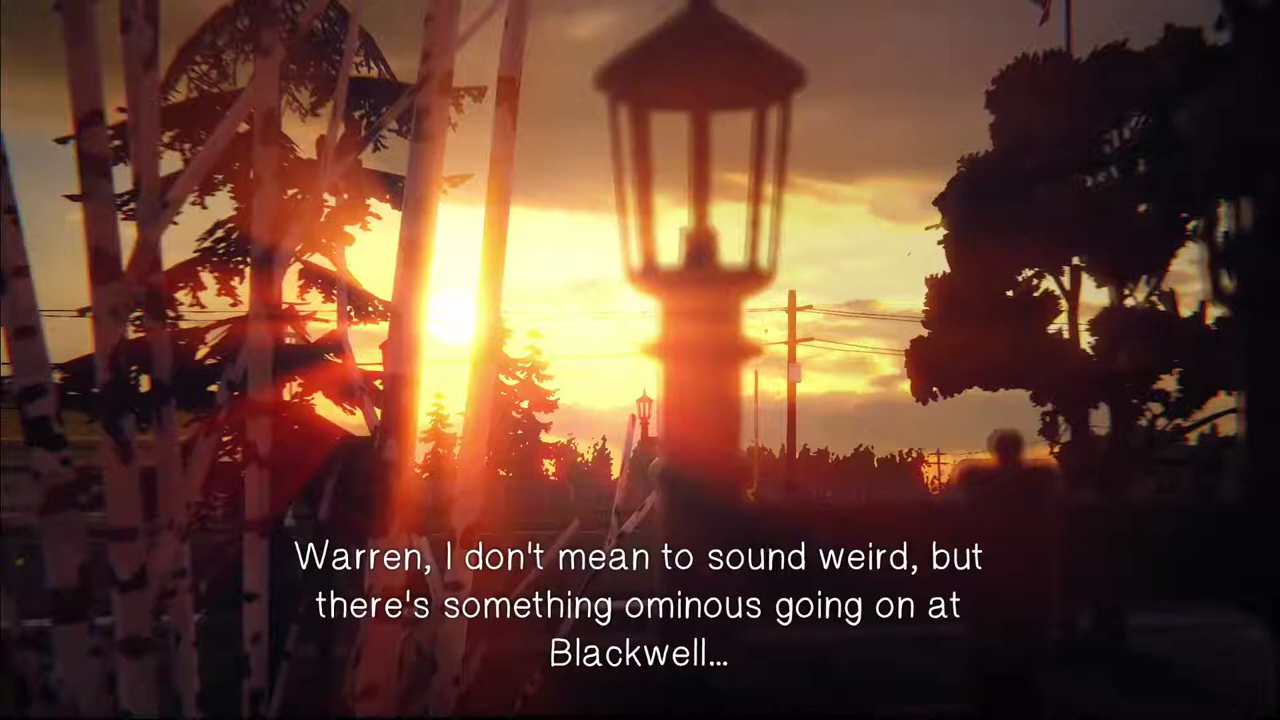 Warren, I don't mean to sound weird, but
there's something ominous going on at
Blackwell...